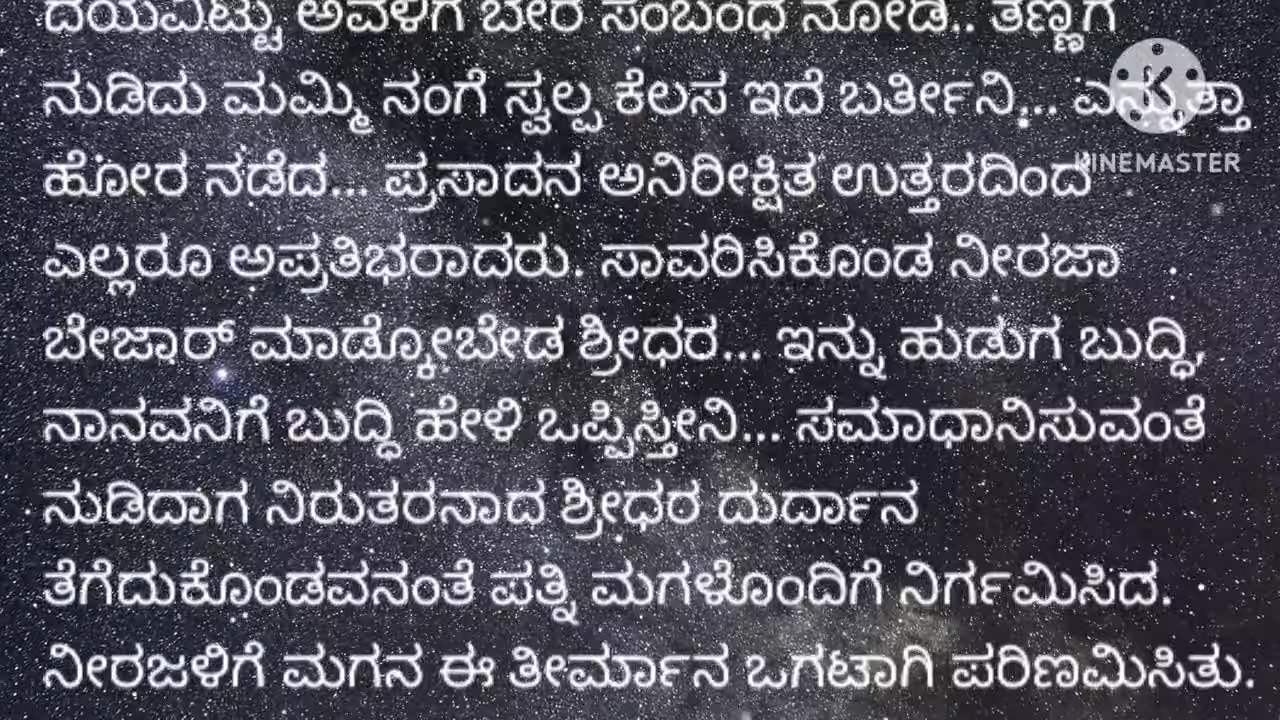 ದಯವಿಟ್ಟು ಅವಳಿಗೆ ಬೇರೆ ಸಂಬಂಧ ನೋಡಿ.. ತಣ್ಣಗೆ
ನುಡಿದು ಮಮ್ಮಿ ನಂಗೆ ಸ್ವಲ್ಪ ಕೆಲಸ ಇದೆ ಬರ್ತೀನಿ... ಎನ್ನುತ್ತಾ
ಹೋರ ನಡೆದ... ಪ್ರಸಾದನ ಅನಿರೀಕ್ಷಿತ ಉತ್ತರದಿಂದ
KINEMASTER
ಎಲ್ಲರೂ ಅಪ್ರತಿಭರಾದರು. ಸಾವರಿಸಿಕೊಂಡ ನೀರಜಾ
ಬೇಜಾರ್ ಮಾಡ್ಕೋಬೇಡ ಶ್ರೀಧರ... ಇನ್ನು ಹುಡುಗ ಬುದ್ಧಿ,
ನಾನವನಿಗೆ ಬುದ್ಧಿ ಹೇಳಿ ಒಪ್ಪಿಸ್ತೀನಿ... ಸಮಾಧಾನಿಸುವಂತೆ
ನುಡಿದಾಗ ನಿರುತರನಾದ ಶ್ರೀಧರ ದುರ್ದಾನ
ತೆಗೆದುಕೊಂಡವನಂತೆ ಪತ್ನಿ ಮಗಳೊಂದಿಗೆ ನಿರ್ಗಮಿಸಿದ.
ನೀರಜಳಿಗೆ ಮಗನ ಈ ತೀರ್ಮಾನ ಒಗಟಾಗಿ ಪರಿಣಮಿಸಿತು.